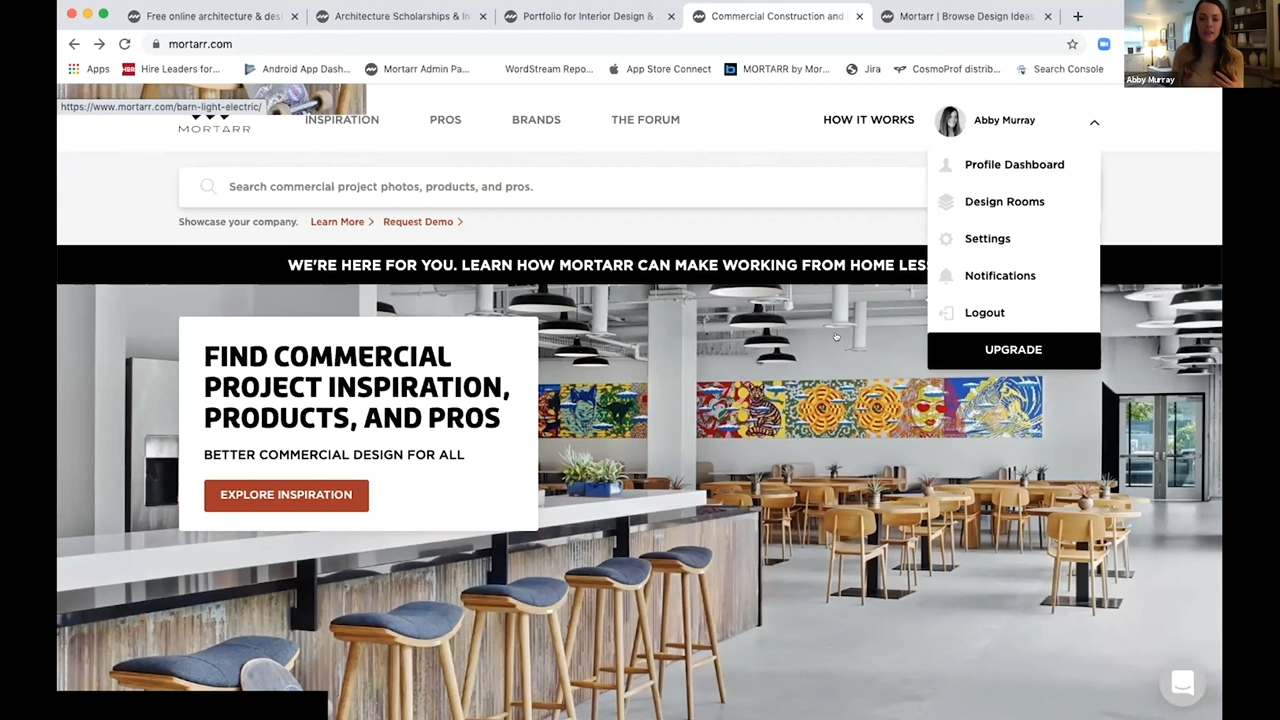 Free online architecture & des
Architecture Scholarships & In
Portfolio for Interior Design &
Commercial Construction and
Mortarr | Browse Design Ideas
mortarr.com
Apps
HBR
Hire Leaders for...
Android App Dash...
Mortarr Admin Pa...
WordStream Repo...
App Store Connect
MORTARR by Mor...
Jira
CosmoProf distrib...
Search Console
Abby Murray
https://www.mortarr.com/barn-light-electric/
MORTARR
INSPIRATION
PROS
BRANDS
THE FORUM
HOW IT WORKS
Abby Murray
Profile Dashboard
Design Rooms
Settings
Notifications
Logout
UPGRADE
Search commercial project photos, products, and pros.
Showcase your company. Learn More > Request Demo >
WE'RE HERE FOR YOU. LEARN HOW MORTARR CAN MAKE WORKING FROM HOME LES
FIND COMMERCIAL
PROJECT INSPIRATION,
PRODUCTS, AND PROS
BETTER COMMERCIAL DESIGN FOR ALL
EXPLORE INSPIRATION